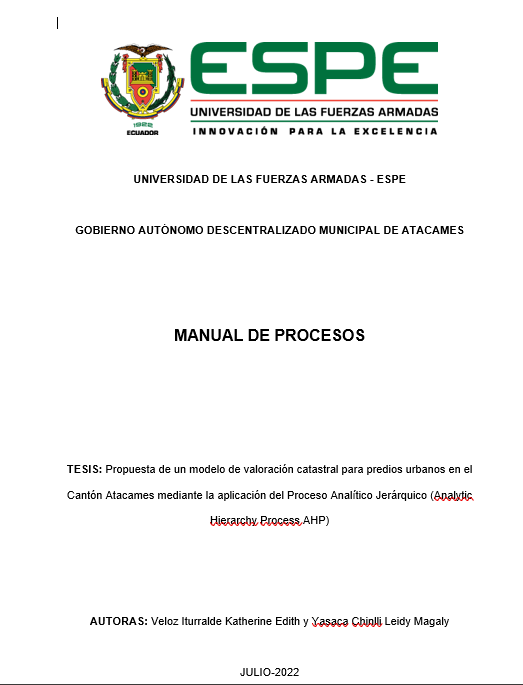 ESPE
UNIVERSIDAD DE LAS FUERZAS ARMADAS
INNOVACIÓN PARA LA EXCELENCIA
1922
ECUADOR
UNIVERSIDAD DE LAS FUERZAS ARMADAS - ESPE
GOBIERNO AUTÓNOMO DESCENTRALIZADO MUNICIPAL DE ATACAMES
MANUAL DE PROCESOS
TESIS: Propuesta de un modelo de valoración catastral para predios urbanos en el
Cantón Atacames mediante la aplicación del Proceso Analítico Jerárquico (Analytic
Hierarchy Process AHP)
AUTORAS: Veloz Iturralde Katherine Edith y Yasaca Chinlli Leidy Magaly
JULIO-2022